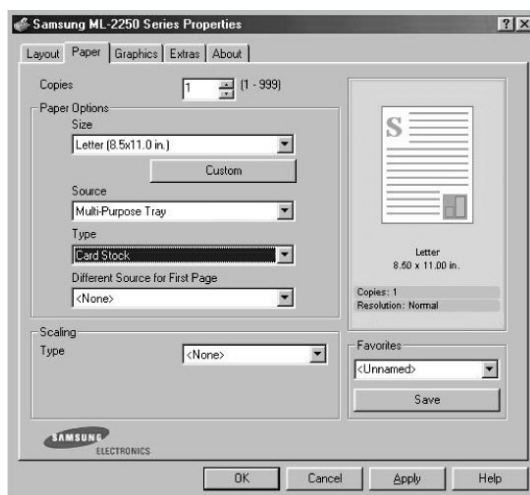 Samsung ML-2250 Series Properties
Layout Paper Graphics Extras About
Copies 1 (1 - 999)
Paper Options
Size
Letter (8.5x11.0 in.)
Custom
Source
Multi-Purpose Tray
Type
Card Stock
Different Source for First Page
<None>
S
Letter
8.50 x 11.00 in.
Copies: 1
Resolution: Normal
Scaling
Type <None>
Favorites
<Unnamed>
Save
SAMSUNG
ELECTRONICS
OK Cancel Apply Help